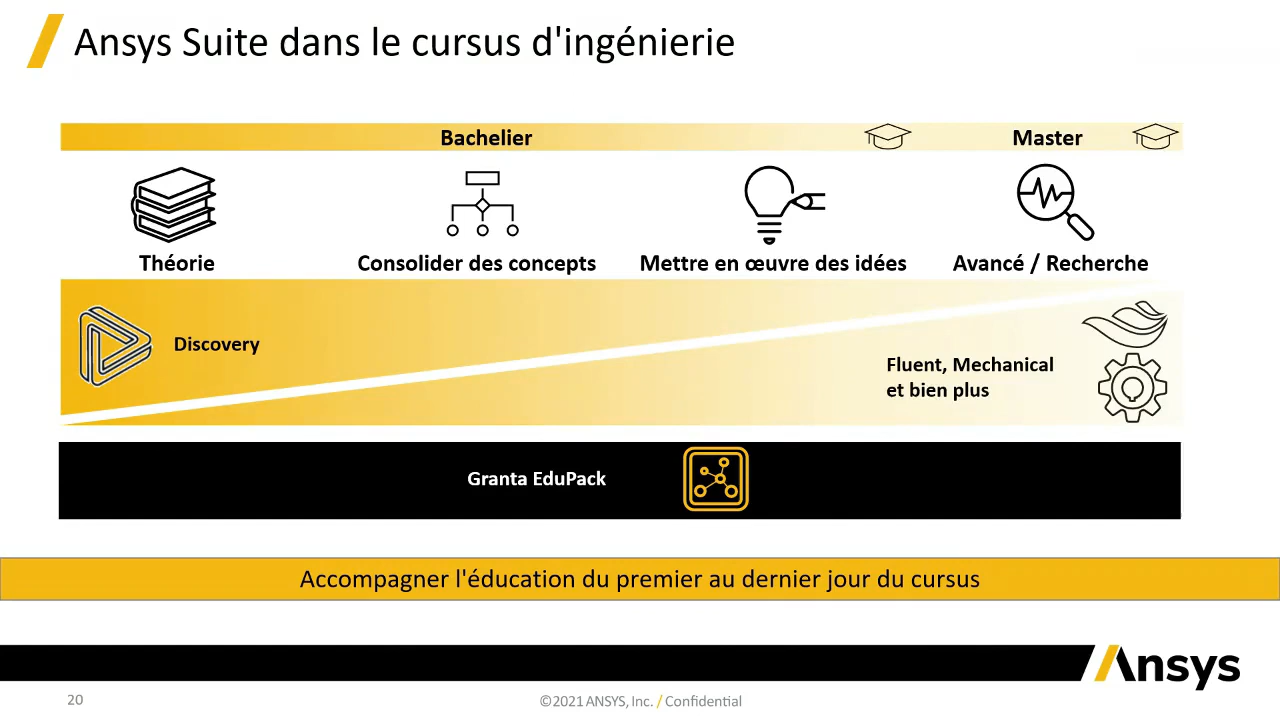 Ansys Suite dans le cursus d'ingénierie
Bachelier
Master
Théorie
Consolider des concepts
Mettre en œuvre des idées
Avancé / Recherche
Discovery
Fluent, Mechanical
et bien plus
Granta EduPack
Accompagner l'éducation du premier au dernier jour du cursus
Ansys
20
©2021 ANSYS, Inc. / Confidential